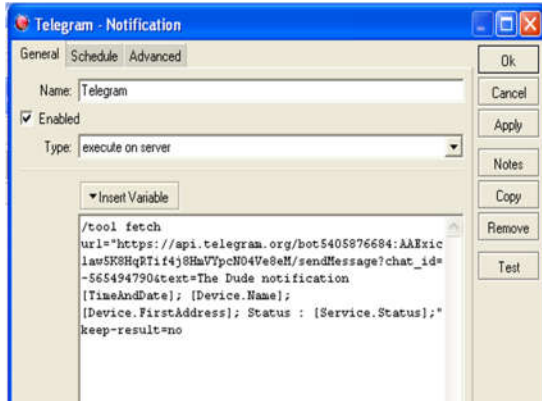 Telegram - Notification
General Schedule Advanced
Name: Telegram
Enabled
Type: execute on server
Insert Variable
/tool fetch
url="https://api.telegram.org/bot5405876684:AAExic
law5K8HqRTif4j8HmVYpcN04Ve8eM/sendMessage?chat_id=
-565494790&text=The Dude notification
[TimeAndDate]; [Device.Name];
[Device.FirstAddress]; Status : [Service.Status];"
keep-result=no
Ok
Cancel
Apply
Notes
Copy
Remove
Test